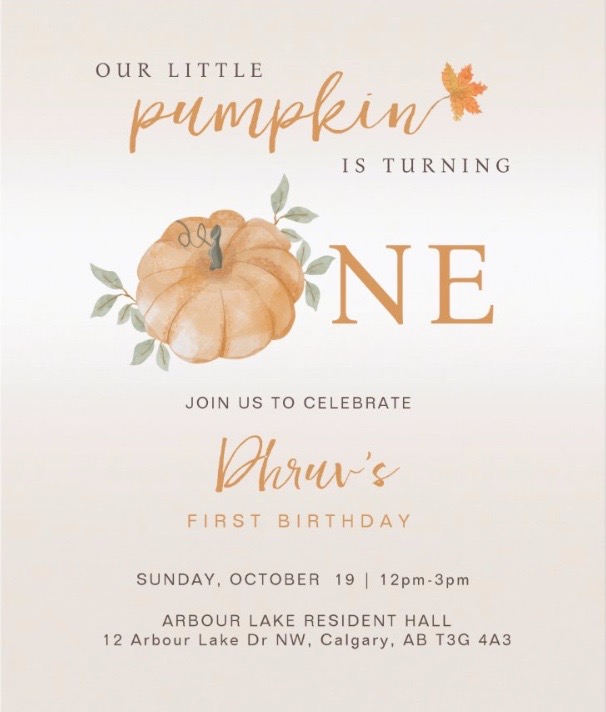 OUR LITTLE
pumpkin
IS TURNING
NE
JOIN US TO CELEBRATE
Dhruv's
FIRST BIRTHDAY
SUNDAY, OCTOBER 19 | 12pm-3pm
ARBOUR LAKE RESIDENT HALL
12 Arbour Lake Dr NW, Calgary, AB T3G 4A3